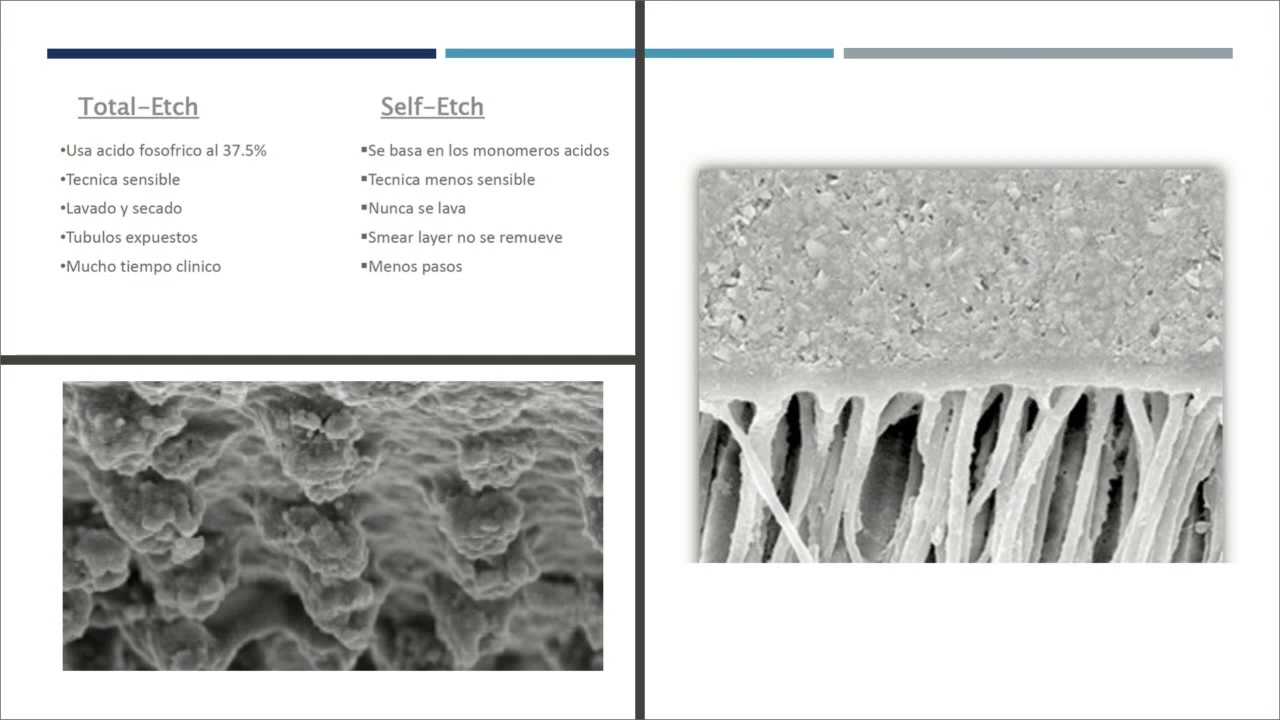 Total-Etch
•Usa acido fosofrico al 37.5%
•Tecnica sensible
•Lavado y secado
•Tubulos expuestos
•Mucho tiempo clinico
Self-Etch
▪Se basa en los monomeros acidos
▪Tecnica menos sensible
▪Nunca se lava
▪Smear layer no se remueve
▪Menos pasos